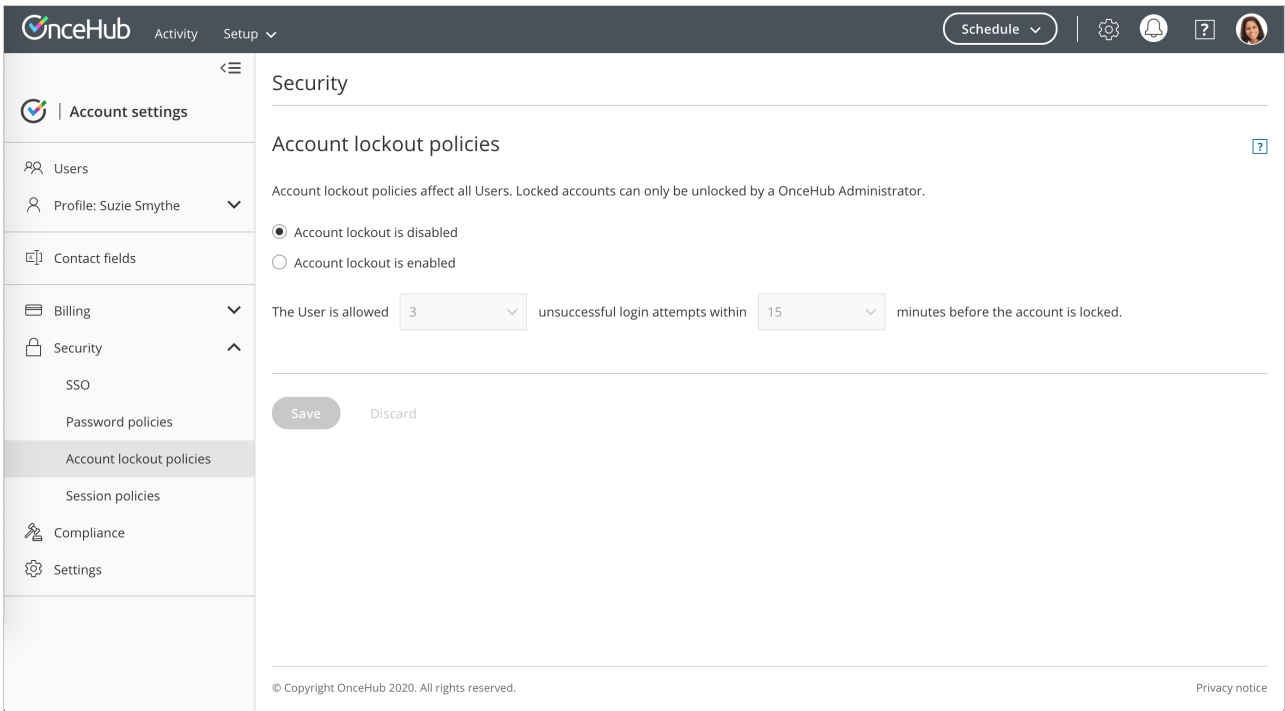 OnceHub Activity Setup Schedule ?
Account settings
Users
Profile: Suzie Smythe
Contact fields
Billing
Security
SSO
Password policies
Account lockout policies
Session policies
Compliance
Settings
Security
Account lockout policies ?
Account lockout policies affect all Users. Locked accounts can only be unlocked by a OnceHub Administrator.
Account lockout is disabled
Account lockout is enabled
The User is allowed 3 unsuccessful login attempts within 15 minutes before the account is locked.
Save Discard
© Copyright OnceHub 2020. All rights reserved. Privacy notice